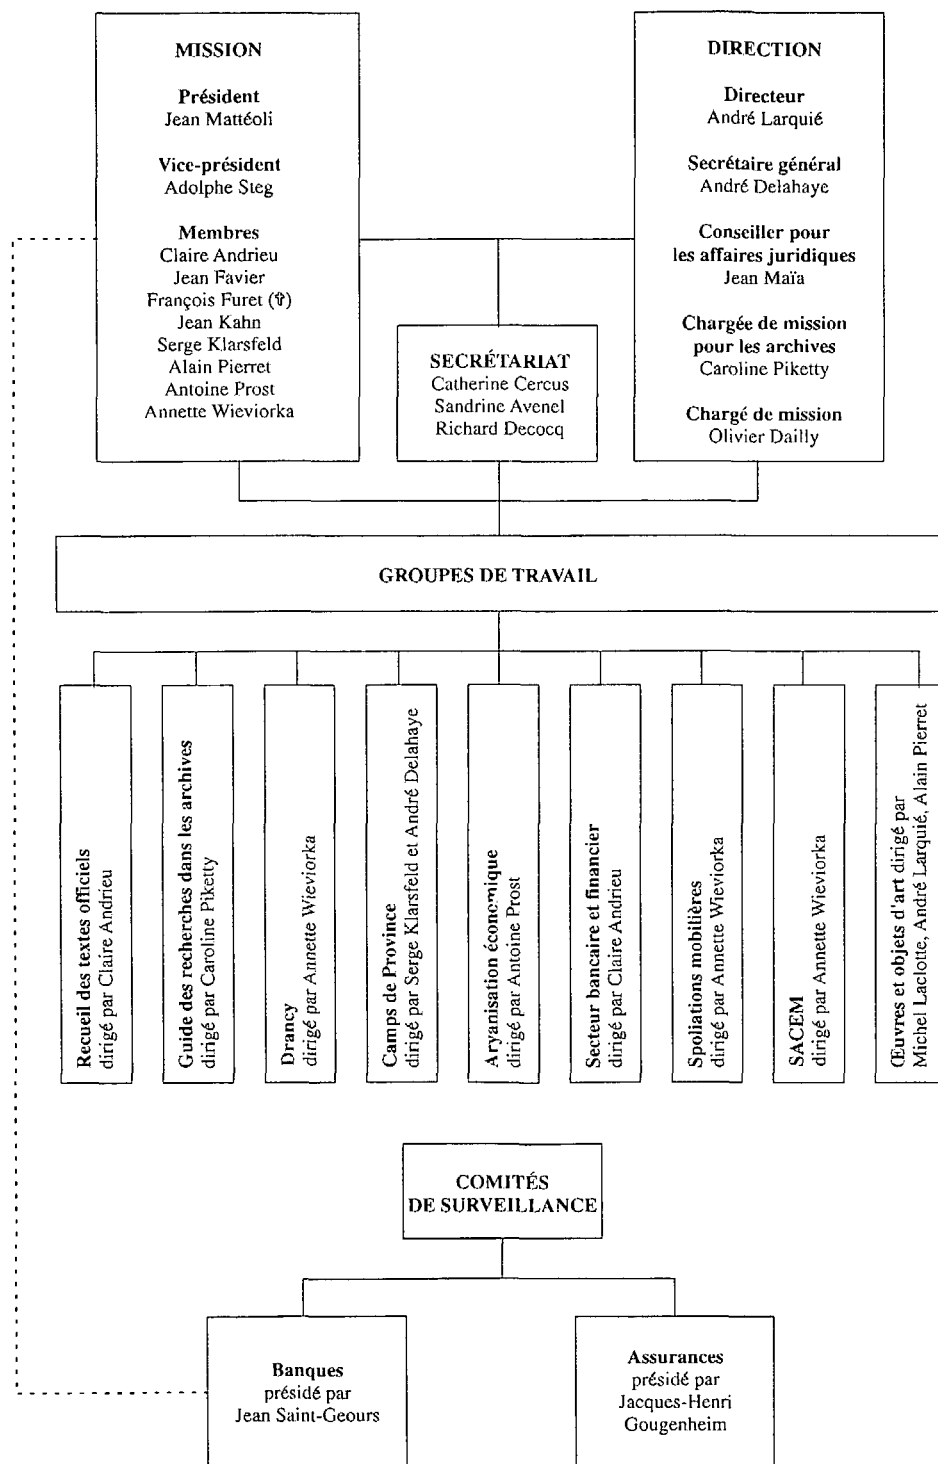 MISSION
Président
Jean Mattéoli
Vice-président
Adolphe Steg
Membres
Claire Andrieu
Jean Favier
François Furet (✞)
Jean Kahn
Serge Klarsfeld
Alain Pierret
Antoine Prost
Annette Wieviorka
SECRÉTARIAT
Catherine Cercus
Sandrine Avenel
Richard Decocq
DIRECTION
Directeur
André Larquié
Secrétaire général
André Delahaye
Conseiller pour
les affaires juridiques
Jean Maïa
Chargée de mission
pour les archives
Caroline Piketty
Chargé de mission
Olivier Dailly
GROUPES DE TRAVAIL
Recueil des textes officiels
dirigé par Claire Andrieu
Guide des recherches dans les archives
dirigé par Caroline Piketty
Drancy
dirigé par Annette Wieviorka
Camps de Province
dirigé par Serge Klarsfeld et André Delahaye
Aryanisation économique
dirigé par Antoine Prost
Secteur bancaire et financier
dirigé par Claire Andrieu
Spoliations mobilières
dirigé par Annette Wieviorka
SACEM
dirigé par Annette Wieviorka
Œuvres et objets d'art dirigé par
Michel Laclotte, André Larquié, Alain Pierret
COMITÉS
DE SURVEILLANCE
Banques
présidé par
Jean Saint-Geours
Assurances
présidé par
Jacques-Henri
Gougenheim